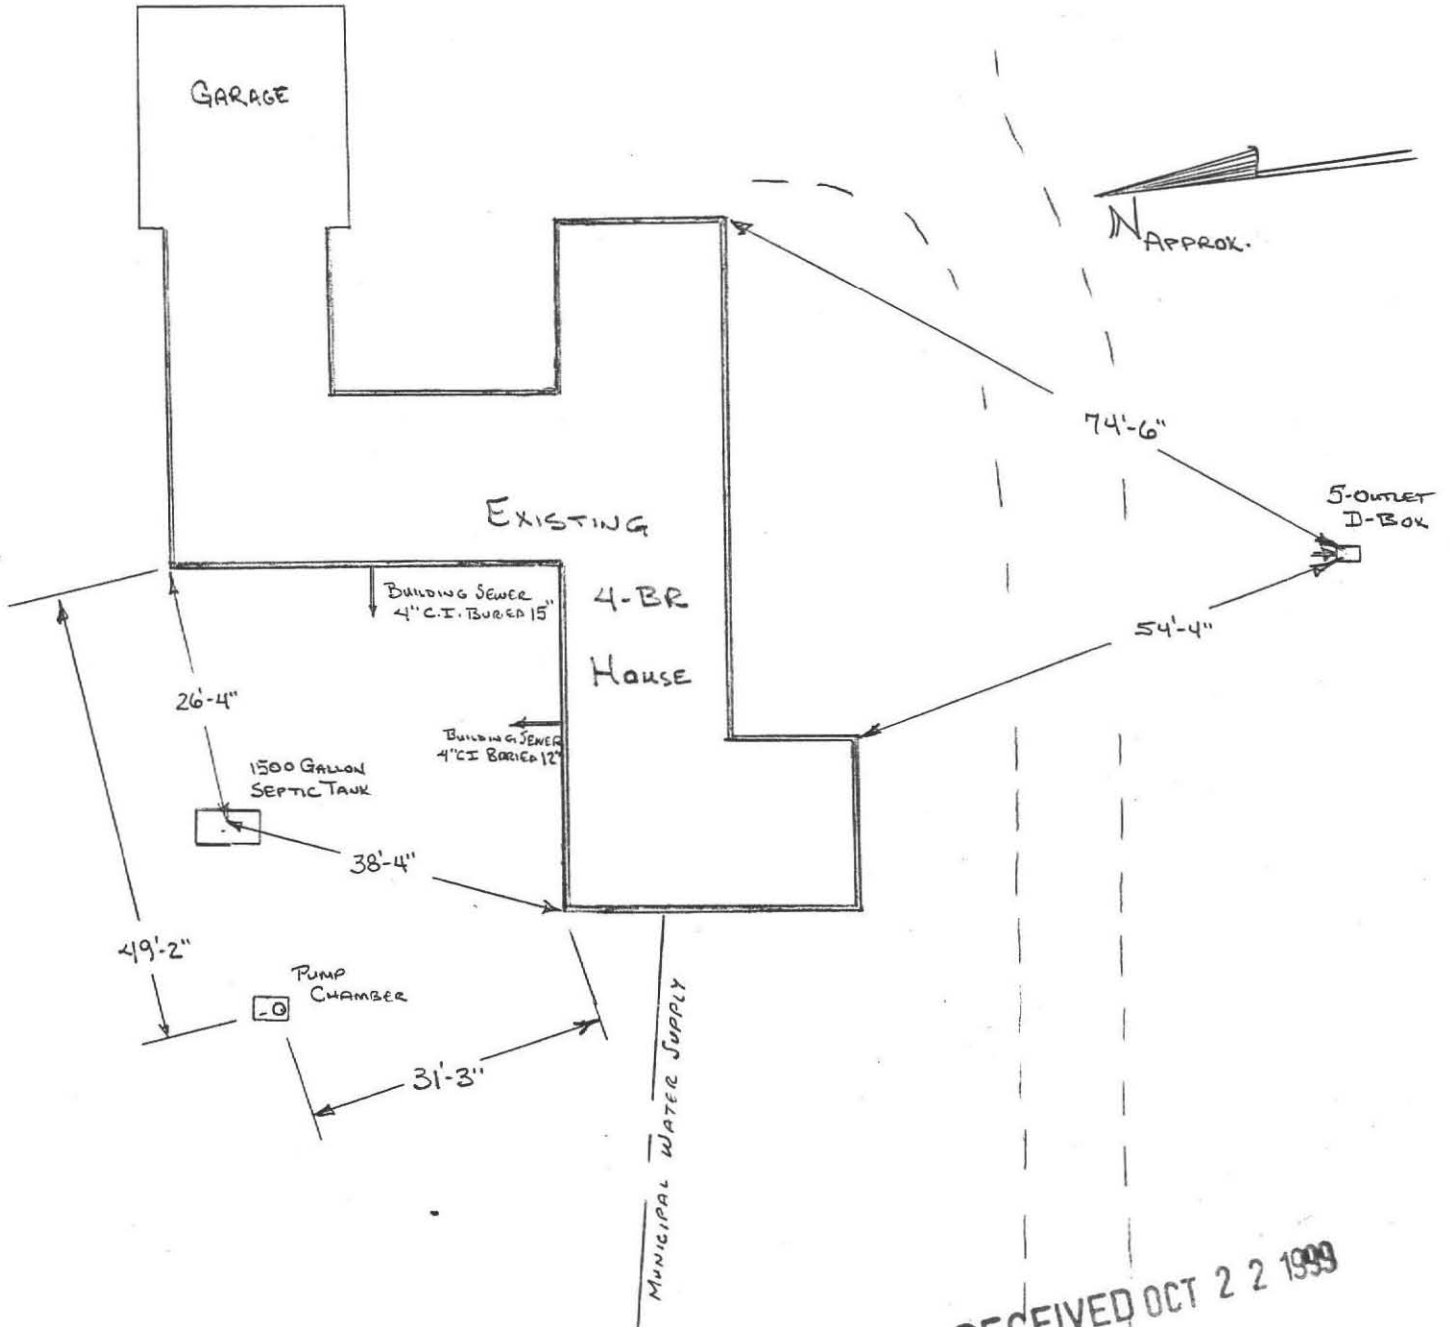 GARAGE
N APPROX.
74'-6"
5-OUTLET
D-BOX
EXISTING
4-BR
HOUSE
BUILDING SEWER
4" C.I. BURIED 15"
54'-4"
26'-4"
BUILDING SEWER
4" CI BURIED 12"
1500 GALLON
SEPTIC TANK
38'-4"
49'-2"
PUMP
CHAMBER
31'-3"
MUNICIPAL WATER SUPPLY
RECEIVED OCT 22 1999